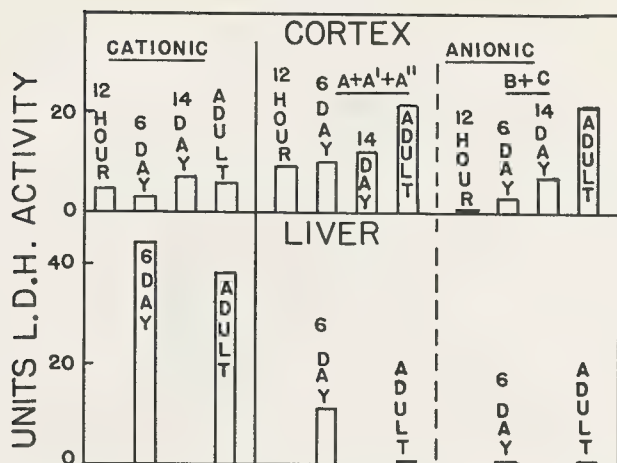 CORTEX
CATIONIC
ANIONIC
A+A'+A"
B+C
12 HOUR
6 DAY
14 DAY
ADULT
12 HOUR
6 DAY
14 DAY
ADULT
12 HOUR
6 DAY
14 DAY
ADULT
20
0
LIVER
40
20
0
6 DAY
ADULT
6 DAY
ADULT
6 DAY
ADULT
UNITS L.D.H. ACTIVITY